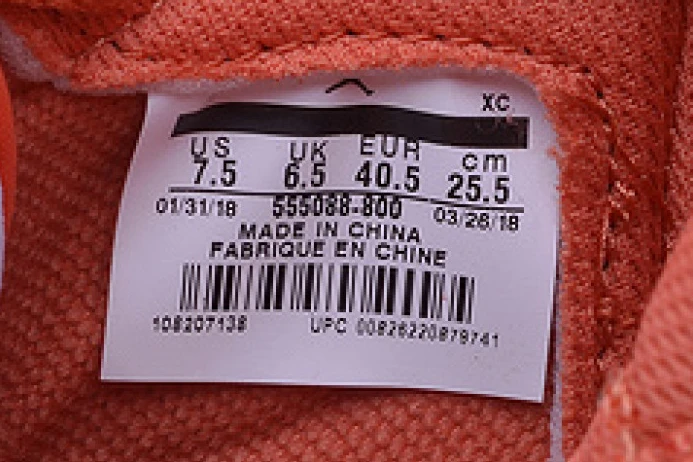 XC
US UK EUR cm
7.5 6.5 40.5 25.5
01/31/18 555088-800 03/28/18
MADE IN CHINA
FABRIQUE EN CHINE
108207138 UPC 00826220879741